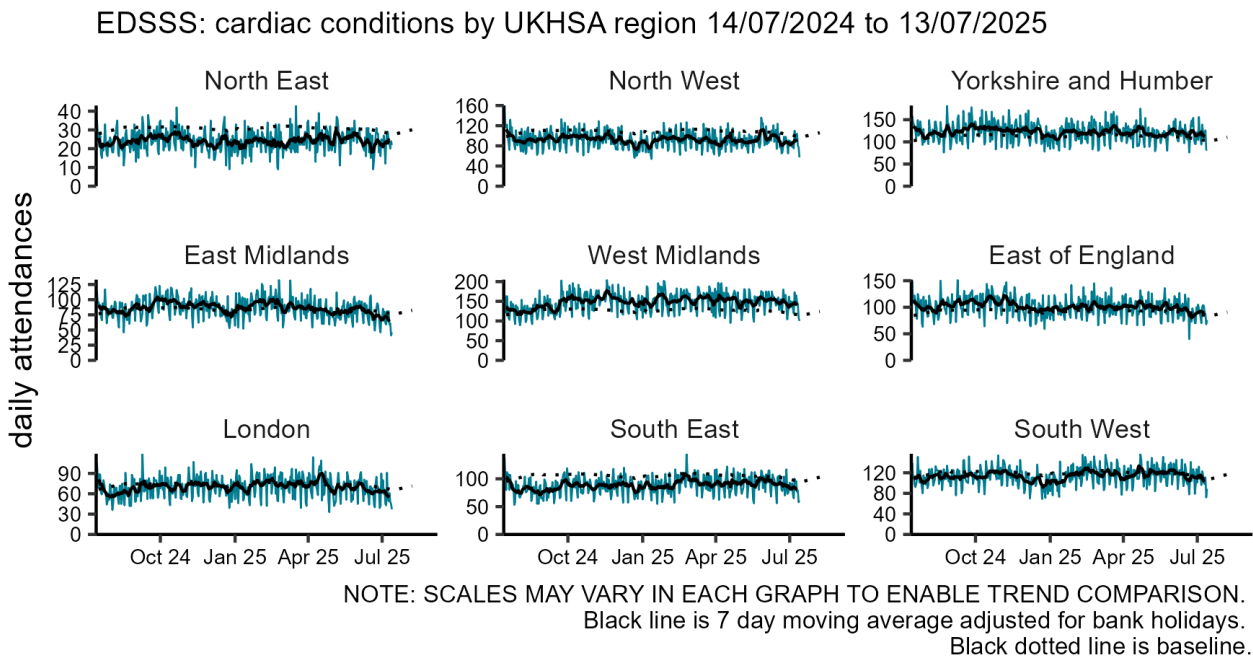 EDSSS: cardiac conditions by UKHSA region 14/07/2024 to 13/07/2025
daily attendances
North East
40
30
20
10
0
North West
160
120
80
40
0
Yorkshire and Humber
150
100
50
0
East Midlands
125
100
75
50
25
0
West Midlands
200
150
100
50
0
East of England
150
100
50
0
London
90
60
30
0
Oct 24 Jan 25 Apr 25 Jul 25
South East
100
50
0
Oct 24 Jan 25 Apr 25 Jul 25
South West
120
80
40
0
Oct 24 Jan 25 Apr 25 Jul 25
NOTE: SCALES MAY VARY IN EACH GRAPH TO ENABLE TREND COMPARISON.
Black line is 7 day moving average adjusted for bank holidays.
Black dotted line is baseline.